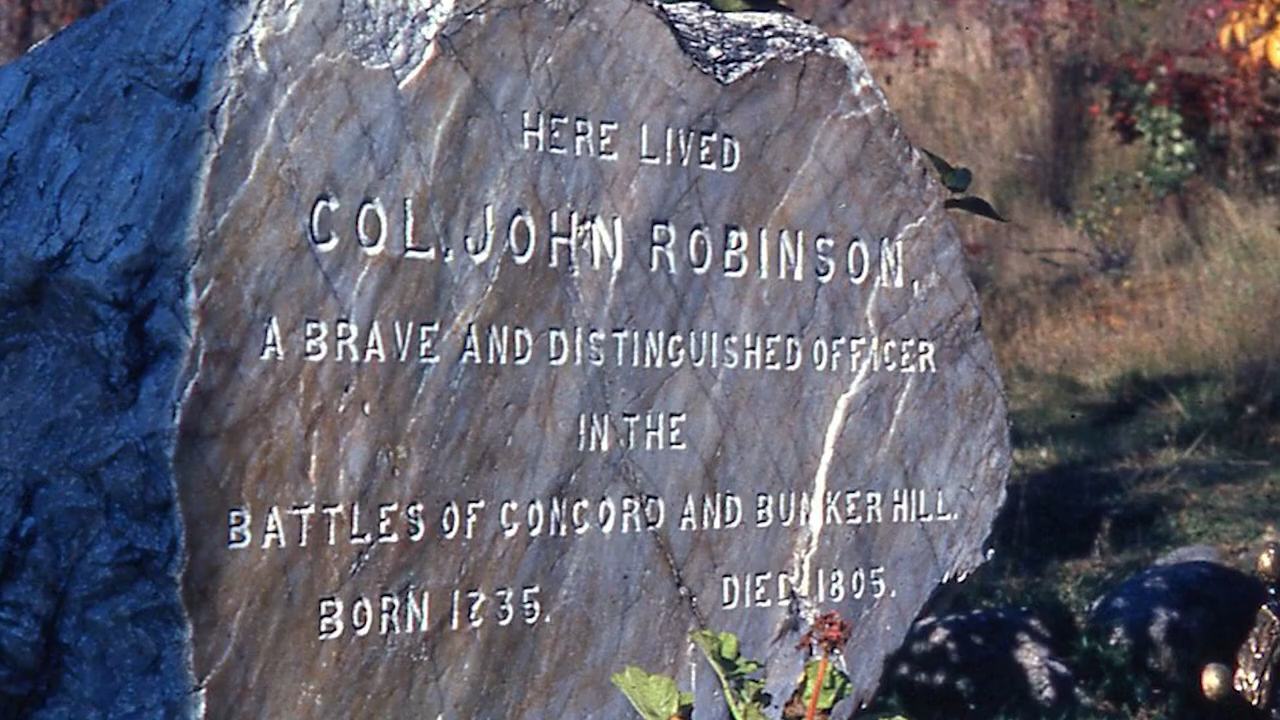 HERE LIVED
COL. JOHN ROBINSON,
A BRAVE AND DISTINGUISHED OFFICER
IN THE
BATTLES OF CONCORD AND BUNKER HILL.
BORN 1735. DIED 1805.